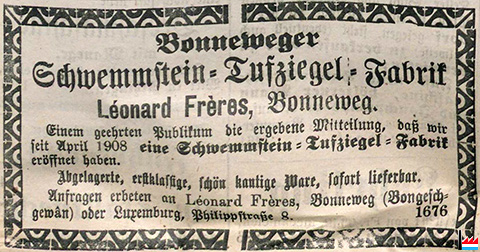 Bonneweger
Schwemmstein-Tufziegel-Fabrik
Léonard Frères, Bonneweg.
Einem geehrten Publikum die ergebene Mitteilung, daß wir
seit April 1908 eine Schwemmstein-Tufziegel-Fabrik
eröffnet haben.
Abgelagerte, erstklassige, schön kantige Ware, sofort lieferbar.
Anfragen erbeten an Léonard Frères, Bonneweg (Bongesch-
gewân) oder Luxemburg, Philippstraße 8. 1676